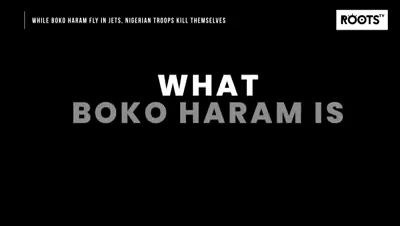 WHILE BOKO HARAM FLY IN JETS, NIGERIAN TROOPS KILL THEMSELVES
ROOTS TV
WHAT
BOKO HARAM IS